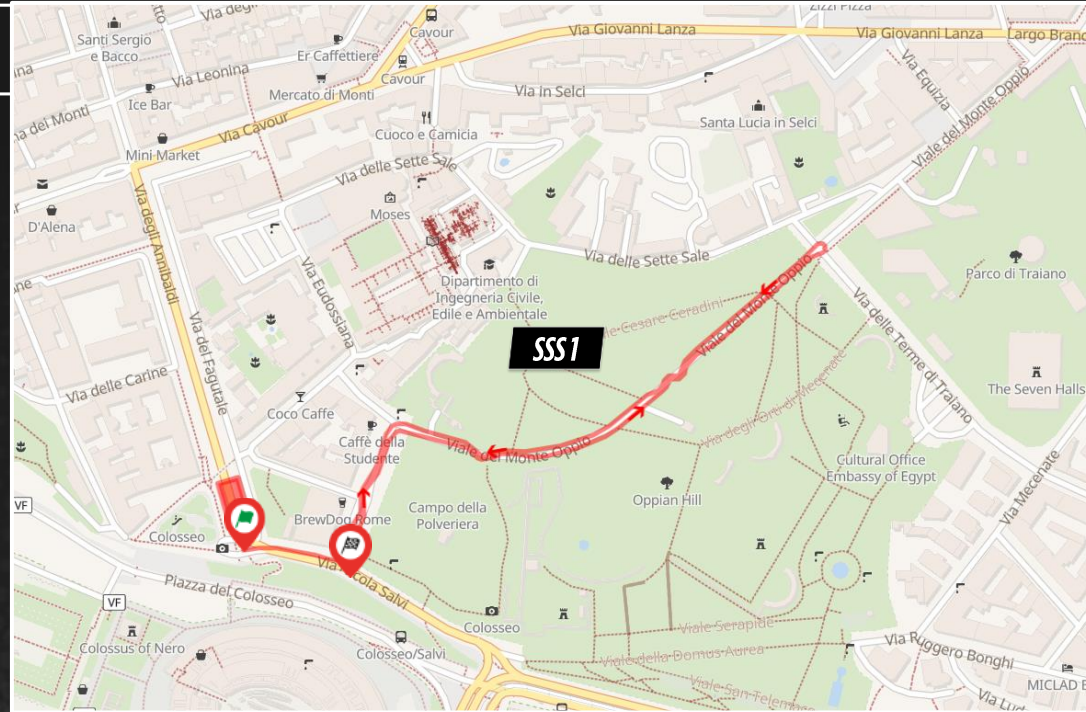 Via degli
Zizzi Pizza
Santi Sergio
e Bacco
Cavour
Via Giovanni Lanza
Via Giovanni Lanza
Largo Branc
Er Caffettiere
Via Leonina
Cavour
Mercato di Monti
Via in Selci
Via Equizia
Ice Bar
na dei Monti
Via Cavour
Santa Lucia in Selci
Viale del Monte Oppio
Cuoco e Camicia
Mini Market
Via delle Sette Sale
D'Alena
Moses
Via degli Annibaldi
Via Eudossiana
Via delle Sette Sale
Parco di Traiano
Dipartimento di
Ingegneria Civile,
Edile e Ambientale
Viale del Monte Oppio
le Cesare Ceradini
SSS1
Via del Fagutale
Via delle Terme di Traiano
Via delle Carine
The Seven Halls
Coco Caffe
Via degli Orti di Mecenate
Caffè della
Studente
Viale del Monte Oppio
Cultural Office
Embassy of Egypt
Via Mecenate
Oppian Hill
VF
BrewDog Rome
Campo della
Polveriera
Colosseo
Via Nicola Salvi
Piazza del Colosseo
VF
Colosseo
Viale Serapide
Colossus of Nero
Colosseo/Salvi
Viale della Domus Aurea
Via Ruggero Bonghi
Viale San Telemaco
MICLAD B
Via Lud